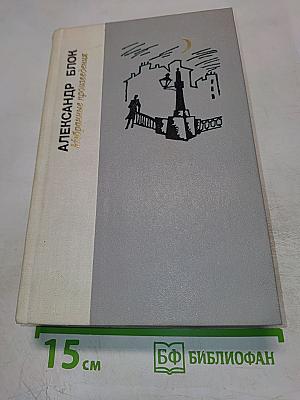 АЛЕКСАНДР БЛОК
Избранные произведения
15 см
БФ БИБЛИОФАН